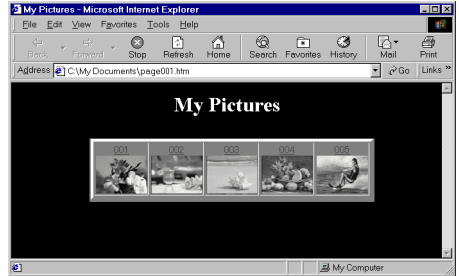 My Pictures - Microsoft Internet Explorer
File Edit View Favorites Tools Help
Back Forward Stop Refresh Home Search Favorites History Mail Print
Address C:\My Documents\page001.htm Go Links »
My Pictures
001 002 003 004 005
My Computer